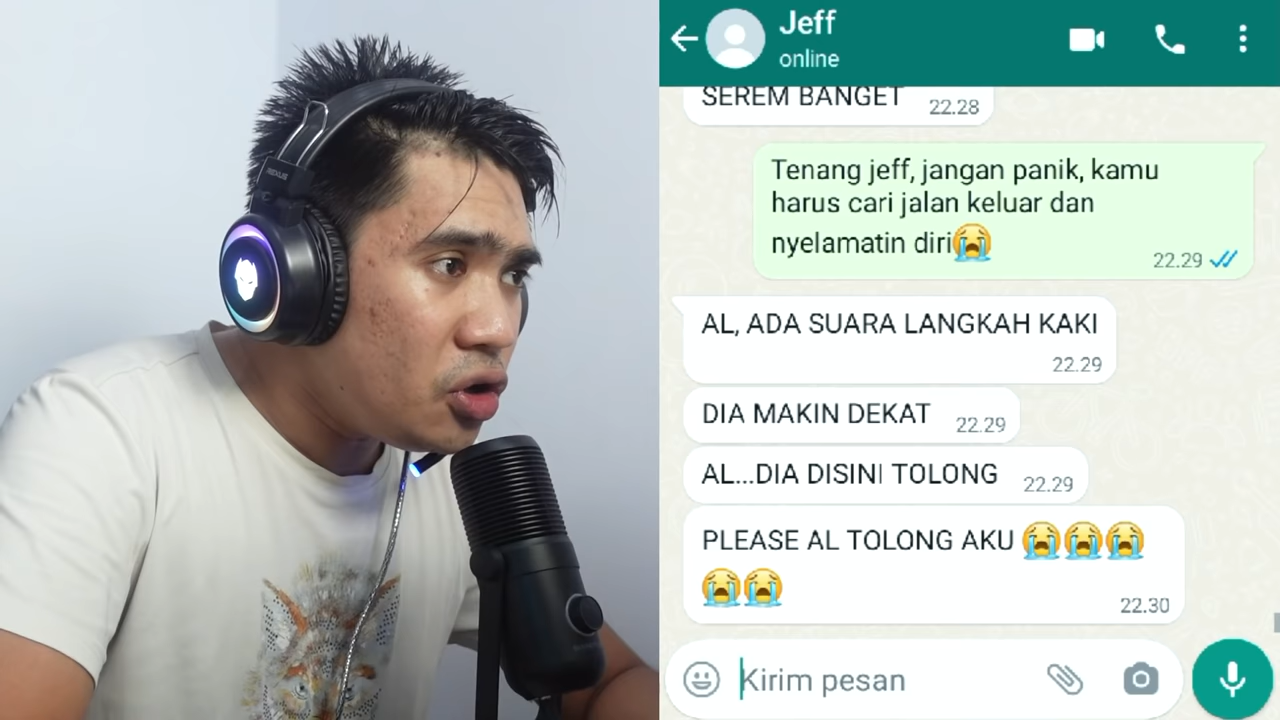 Jeff
online
SEREM BANGET 22.28
Tenang jeff, jangan panik, kamu
harus cari jalan keluar dan
nyelamatin diri😭
22.29
AL, ADA SUARA LANGKAH KAKI
22.29
DIA MAKIN DEKAT 22.29
AL...DIA DISINI TOLONG 22.29
PLEASE AL TOLONG AKU 😭😭😭
😭😭
22.30
Kirim pesan